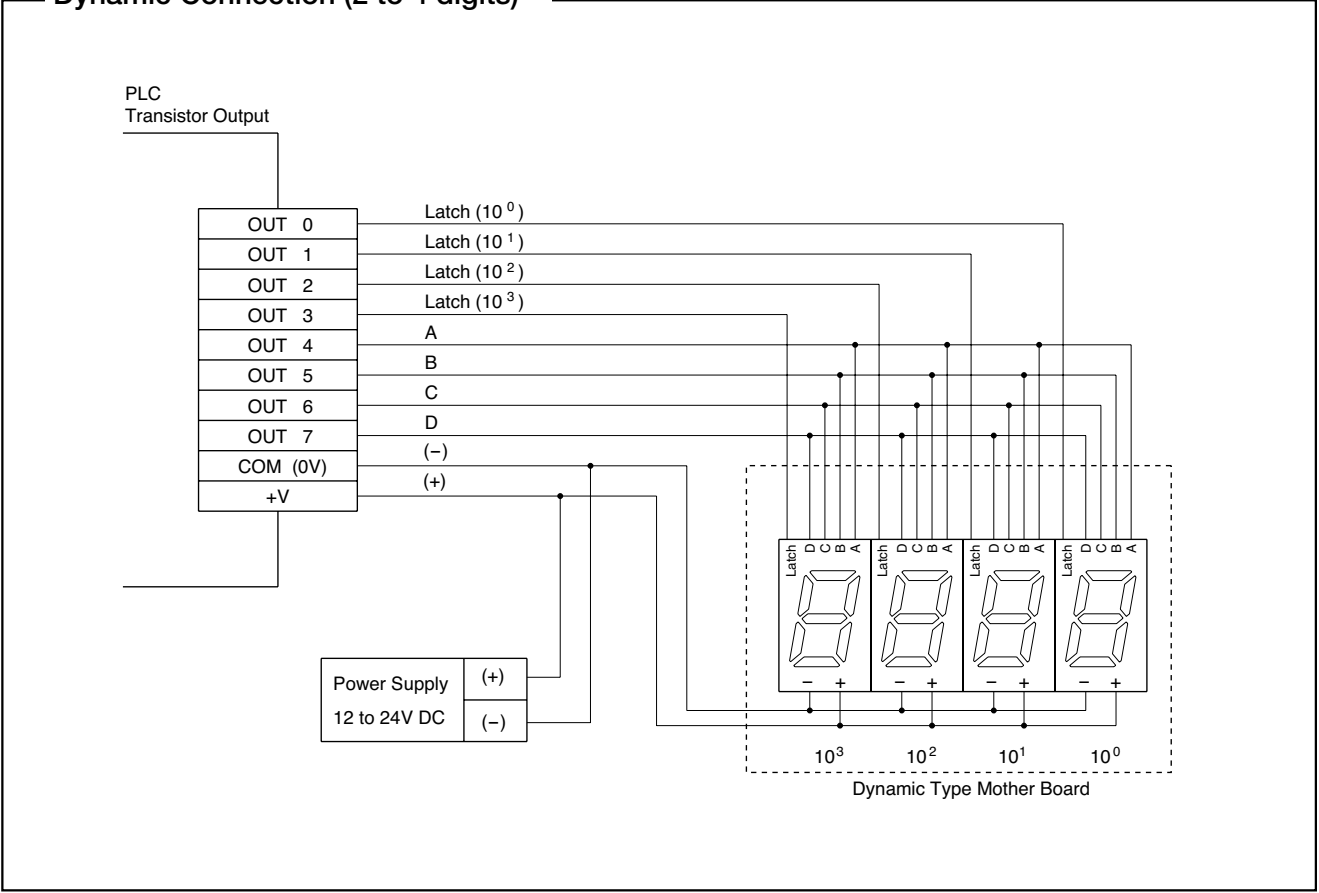 Dynamic Connection (2 to 4 digits)
PLC
Transistor Output
OUT 0
OUT 1
OUT 2
OUT 3
OUT 4
OUT 5
OUT 6
OUT 7
COM (0V)
+V
Latch (10⁰)
Latch (10¹)
Latch (10²)
Latch (10³)
A
B
C
D
(−)
(+)
Power Supply
12 to 24V DC
(+)
(−)
Latch D C B A
Latch D C B A
Latch D C B A
Latch D C B A
− +
− +
− +
− +
10³ 10² 10¹ 10⁰
Dynamic Type Mother Board